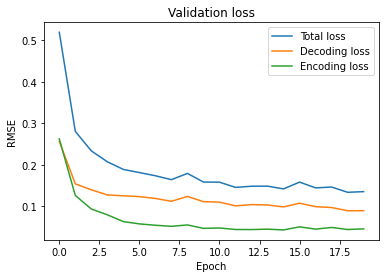 Validation loss
Total loss
Decoding loss
Encoding loss
RMSE
0.5
0.4
0.3
0.2
0.1
0.0 2.5 5.0 7.5 10.0 12.5 15.0 17.5
Epoch